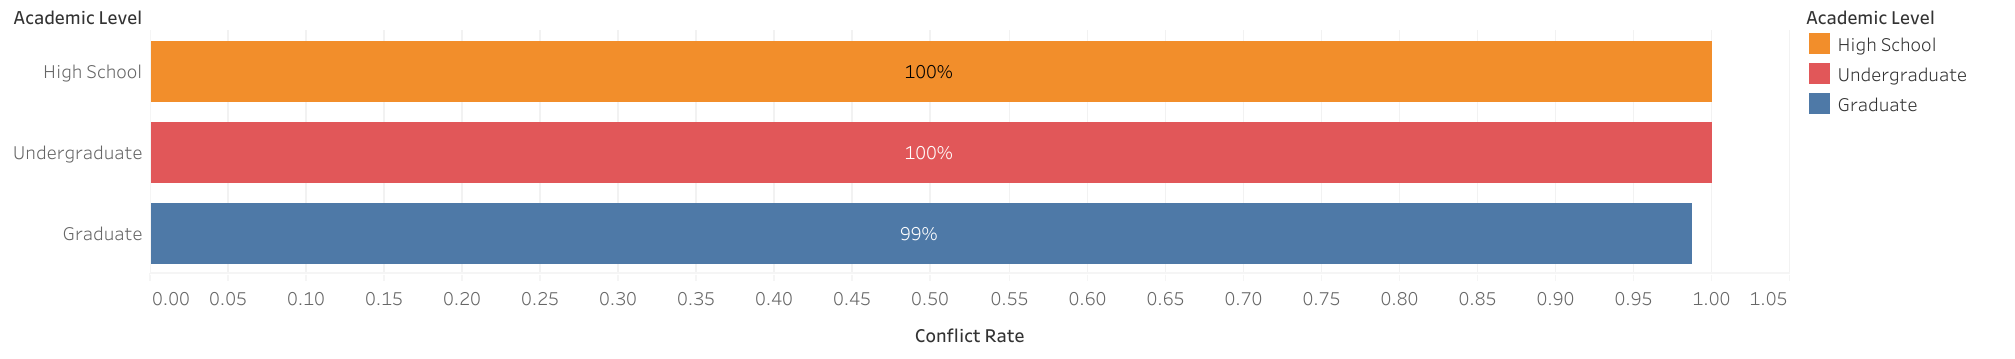 Academic Level
High School 100%
Undergraduate 100%
Graduate 99%
0.00 0.05 0.10 0.15 0.20 0.25 0.30 0.35 0.40 0.45 0.50 0.55 0.60 0.65 0.70 0.75 0.80 0.85 0.90 0.95 1.00 1.05
Conflict Rate
Academic Level
High School
Undergraduate
Graduate